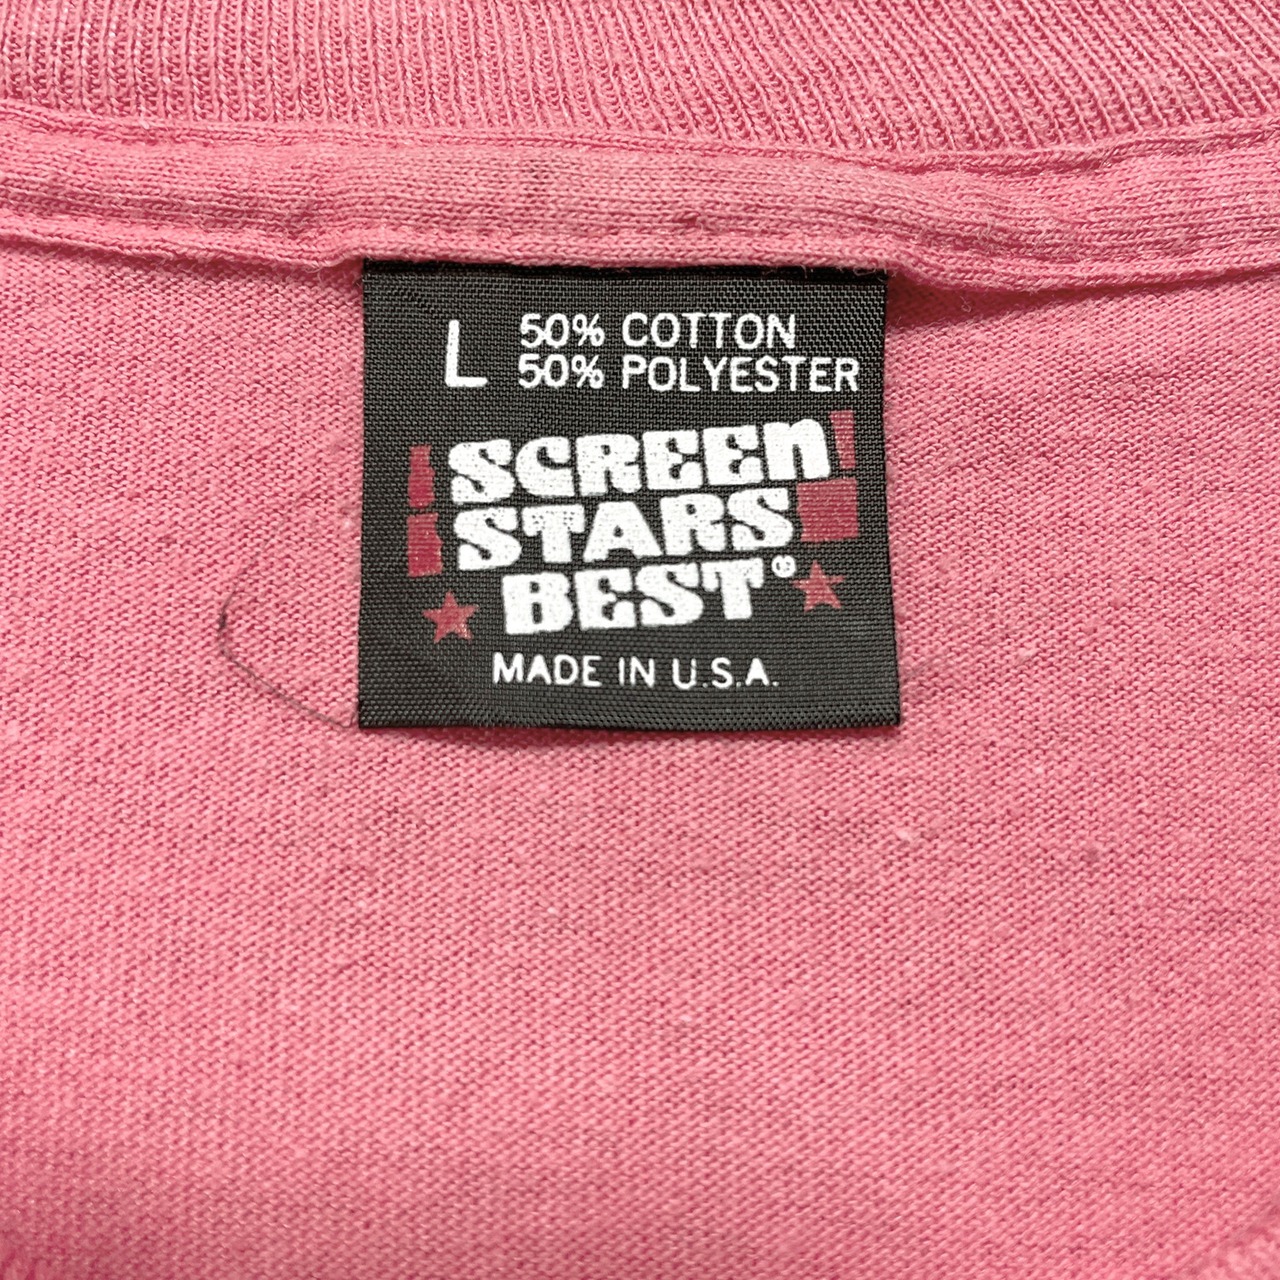 L 50% COTTON
50% POLYESTER
SCREEN
STARS
BEST®
MADE IN U.S.A.